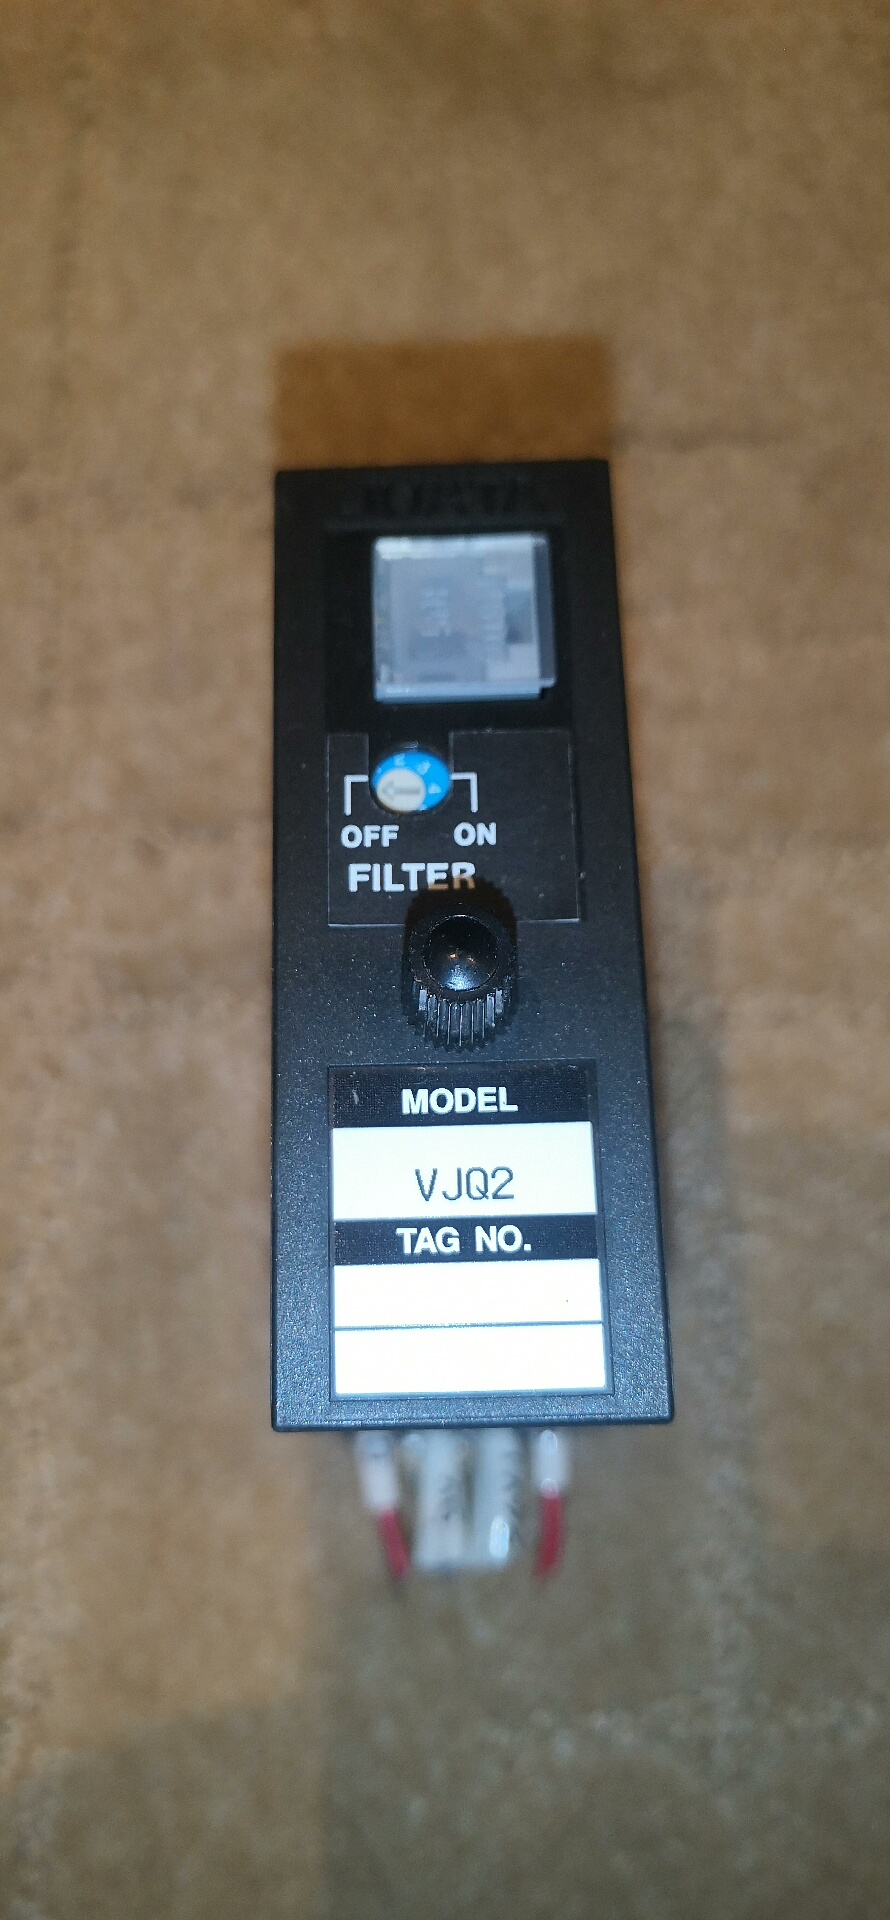 OFF ON
FILTER
MODEL
VJQ2
TAG NO.